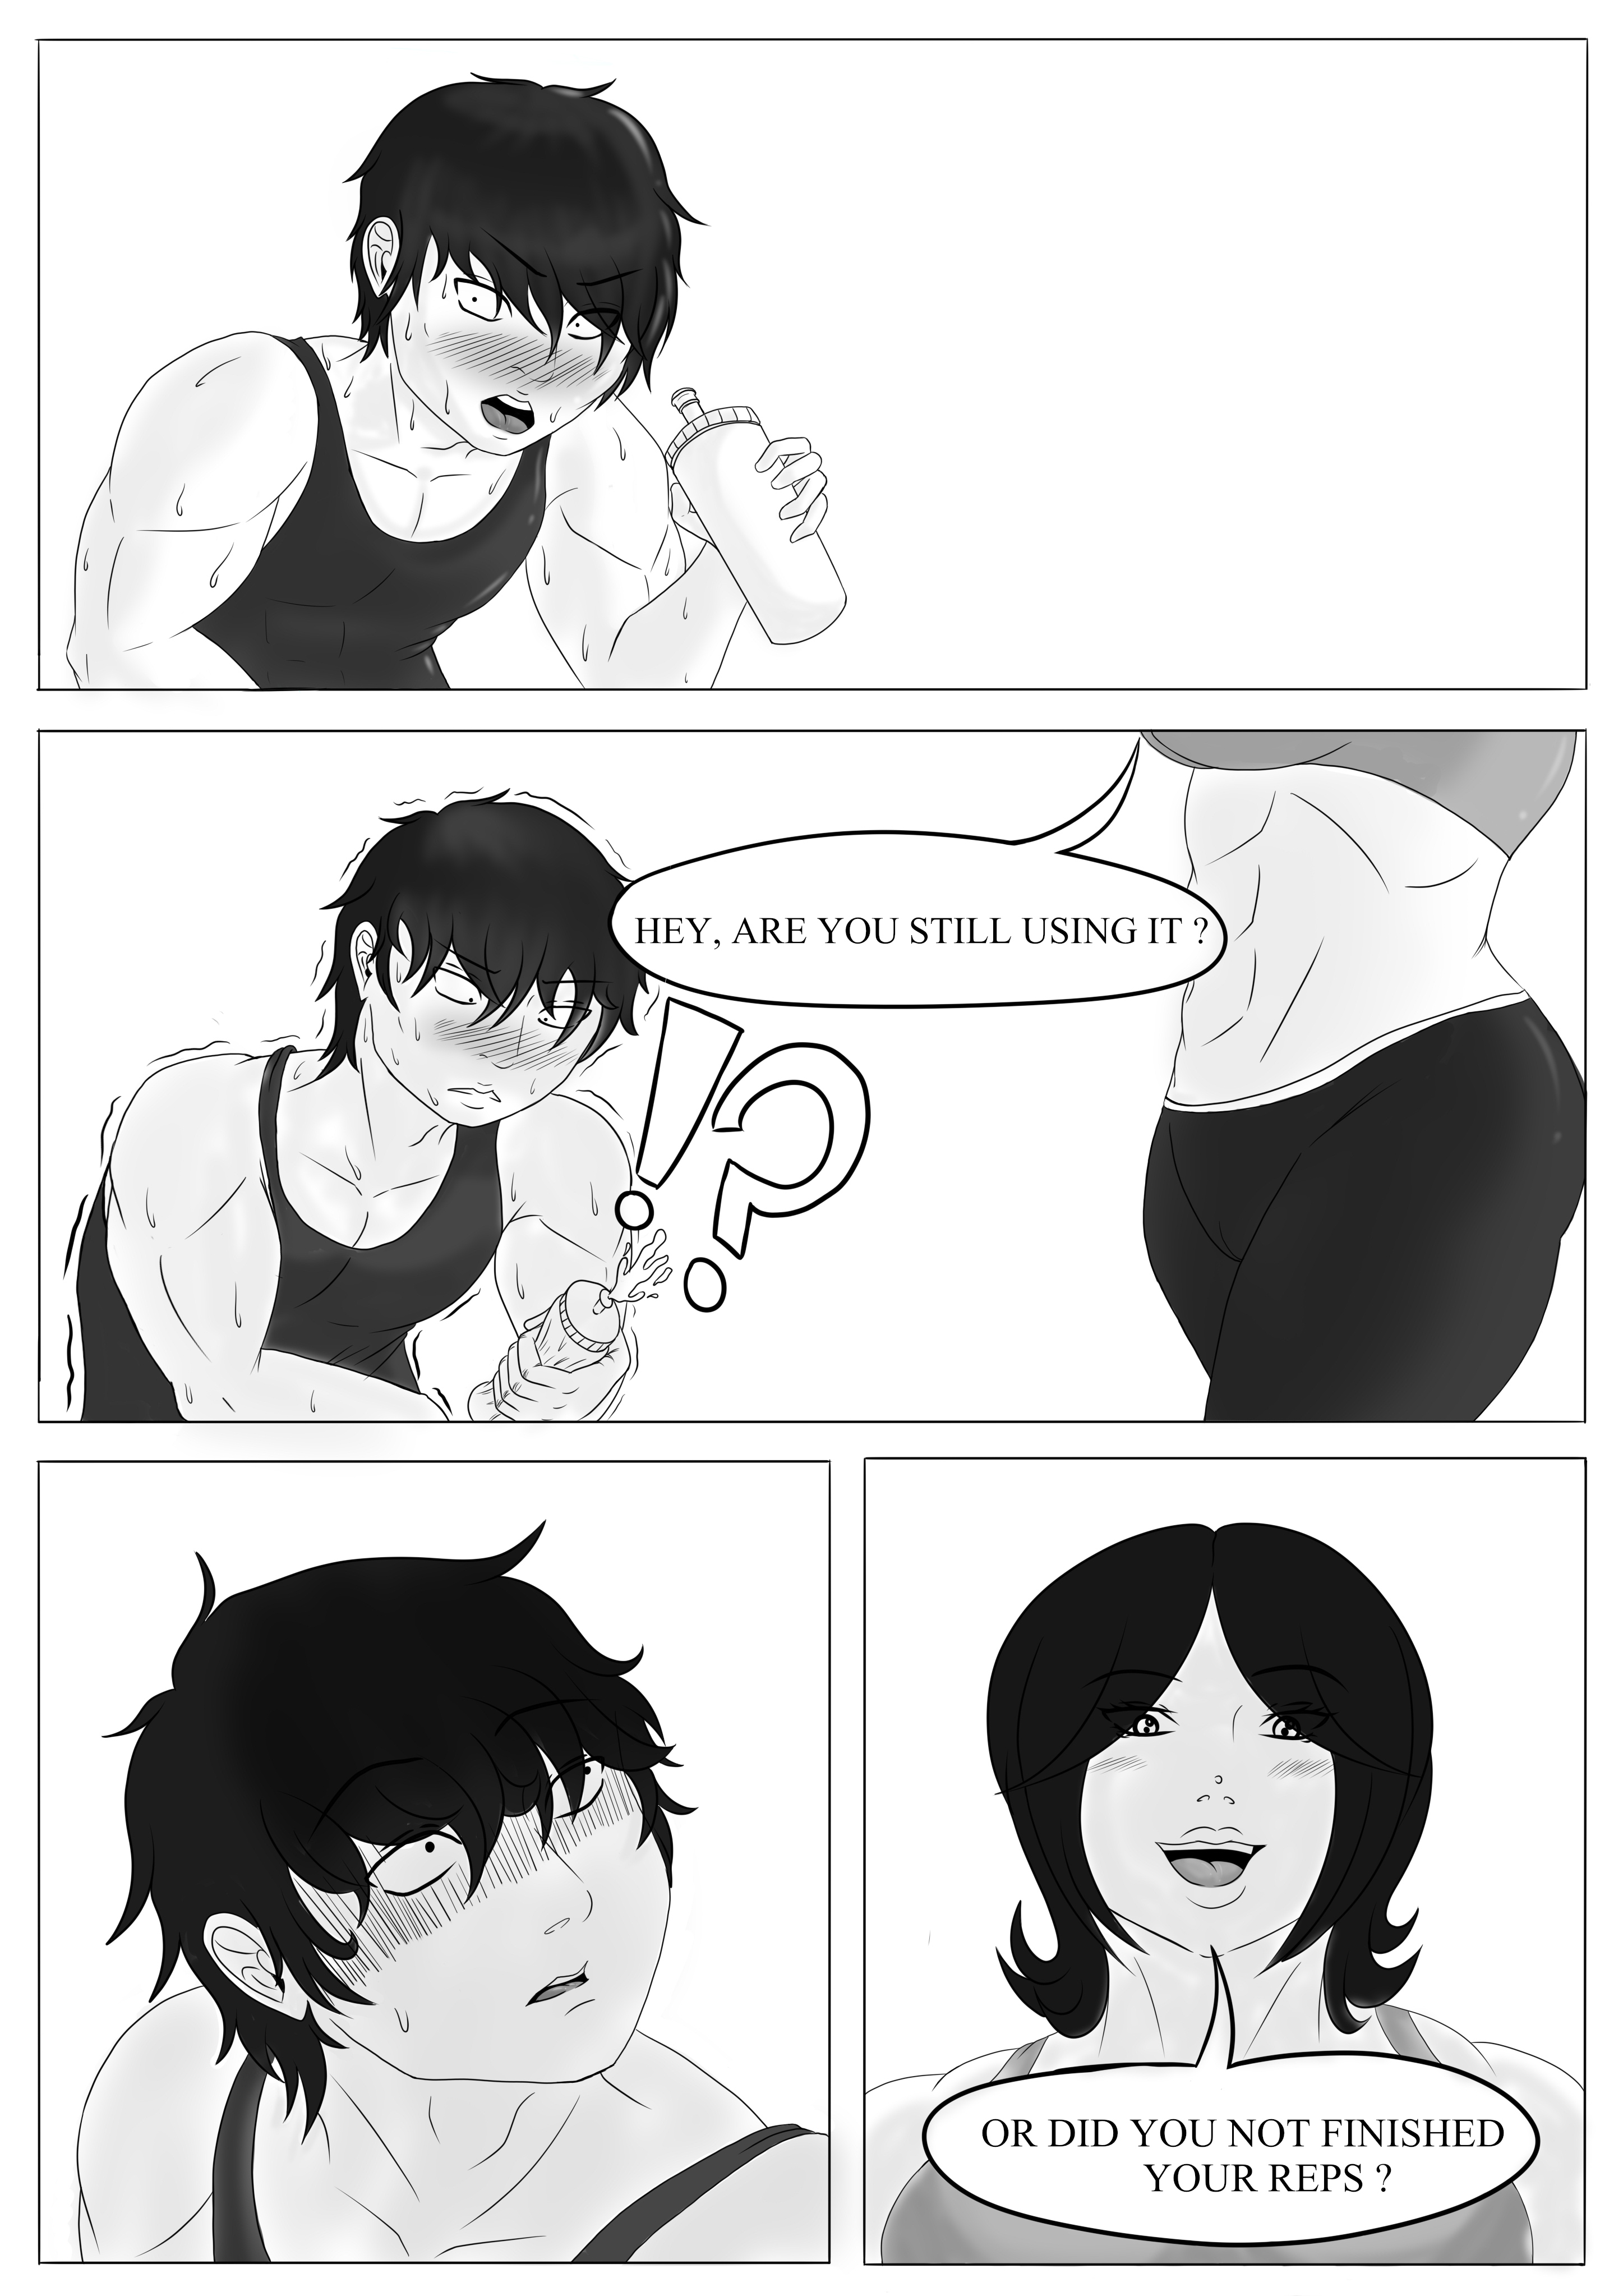 HEY, ARE YOU STILL USING IT ?
!?
OR DID YOU NOT FINISHED
YOUR REPS ?